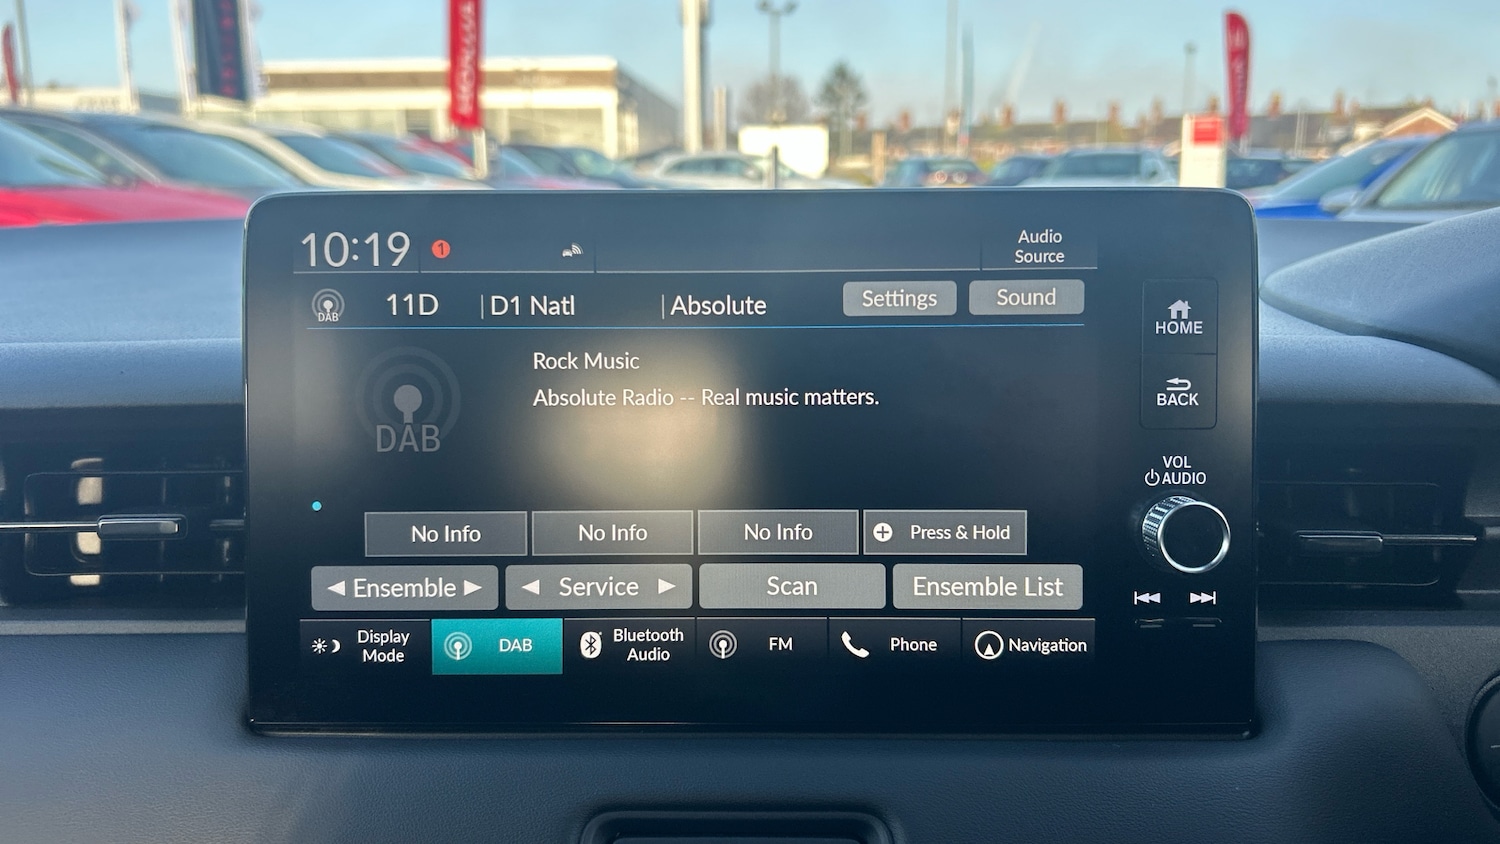 10:19
1
Audio
Source
DAB
11D
D1 Natl
Absolute
Settings
Sound
Rock Music
Absolute Radio -- Real music matters.
DAB
HOME
BACK
VOL
AUDIO
No Info
No Info
No Info
Press & Hold
Ensemble
Service
Scan
Ensemble List
Display
Mode
DAB
Bluetooth
Audio
FM
Phone
Navigation